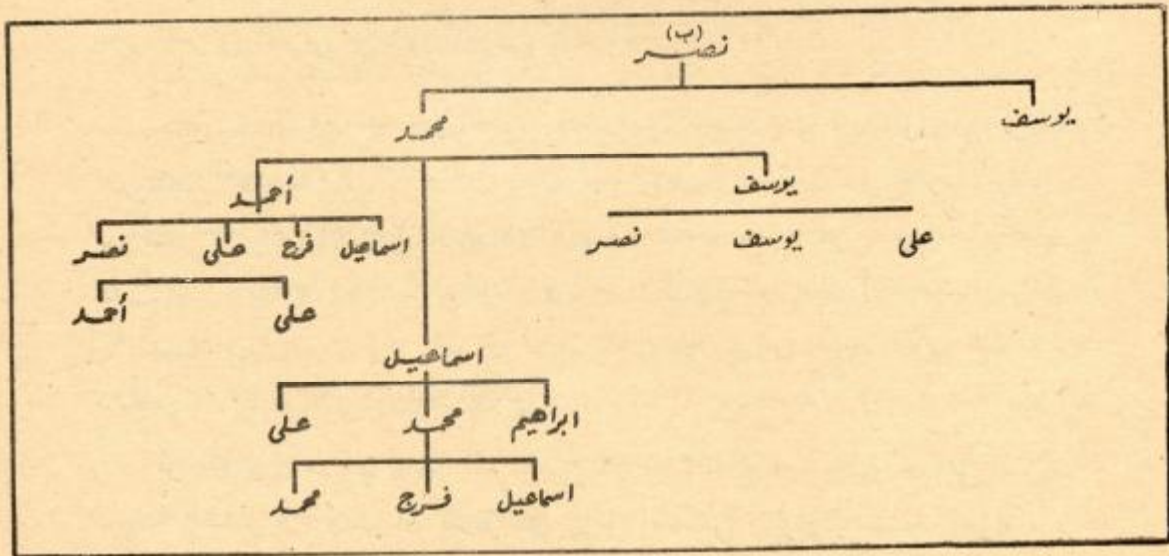 (ب)
نصر
يوسف محمد
يوسف أحمد
على يوسف نصر اسماعيل فرج على نصر
على أحمد
اسماعيل
ابراهيم محمد على
اسماعيل فرج محمد